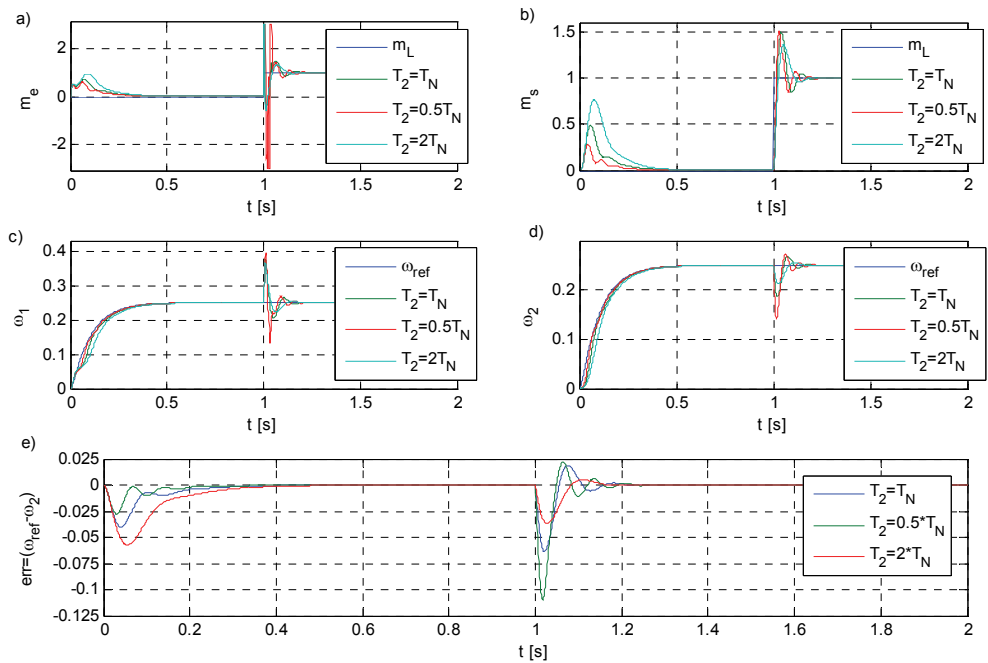 a)
m_e
2
0
-2
0
0.5
1
1.5
2
t [s]
m_L
T_2=T_N
T_2=0.5T_N
T_2=2T_N
b)
m_s
1.5
1
0.5
0
0
0.5
1
1.5
2
t [s]
m_L
T_2=T_N
T_2=0.5T_N
T_2=2T_N
c)
ω_1
0.4
0.3
0.2
0.1
0
0
0.5
1
1.5
2
t [s]
ω_ref
T_2=T_N
T_2=0.5T_N
T_2=2T_N
d)
ω_2
0.2
0.1
0
0
0.5
1
1.5
2
t [s]
ω_ref
T_2=T_N
T_2=0.5T_N
T_2=2T_N
e)
err=(ω_ref-ω_2)
0.025
0
-0.025
-0.05
-0.075
-0.1
-0.125
0
0.2
0.4
0.6
0.8
1
1.2
1.4
1.6
1.8
2
t [s]
T_2=T_N
T_2=0.5*T_N
T_2=2*T_N